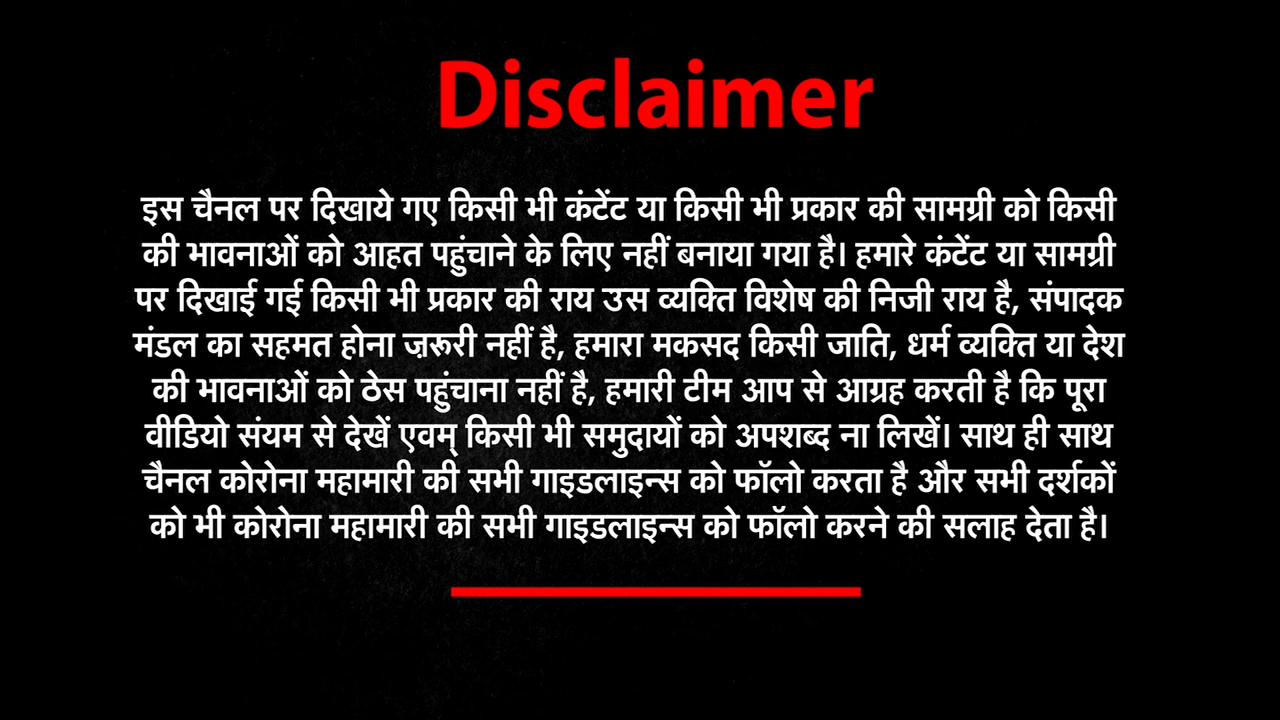 Disclaimer
इस चैनल पर दिखाये गए किसी भी कंटेंट या किसी भी प्रकार की सामग्री को किसी
की भावनाओं को आहत पहुंचाने के लिए नहीं बनाया गया है। हमारे कंटेंट या सामग्री
पर दिखाई गई किसी भी प्रकार की राय उस व्यक्ति विशेष की निजी राय है, संपादक
मंडल का सहमत होना ज़रूरी नहीं है, हमारा मकसद किसी जाति, धर्म व्यक्ति या देश
की भावनाओं को ठेस पहुंचाना नहीं है, हमारी टीम आप से आग्रह करती है कि पूरा
वीडियो संयम से देखें एवम् किसी भी समुदायों को अपशब्द ना लिखें। साथ ही साथ
चैनल कोरोना महामारी की सभी गाइडलाइन्स को फॉलो करता है और सभी दर्शकों
को भी कोरोना महामारी की सभी गाइडलाइन्स को फॉलो करने की सलाह देता है।